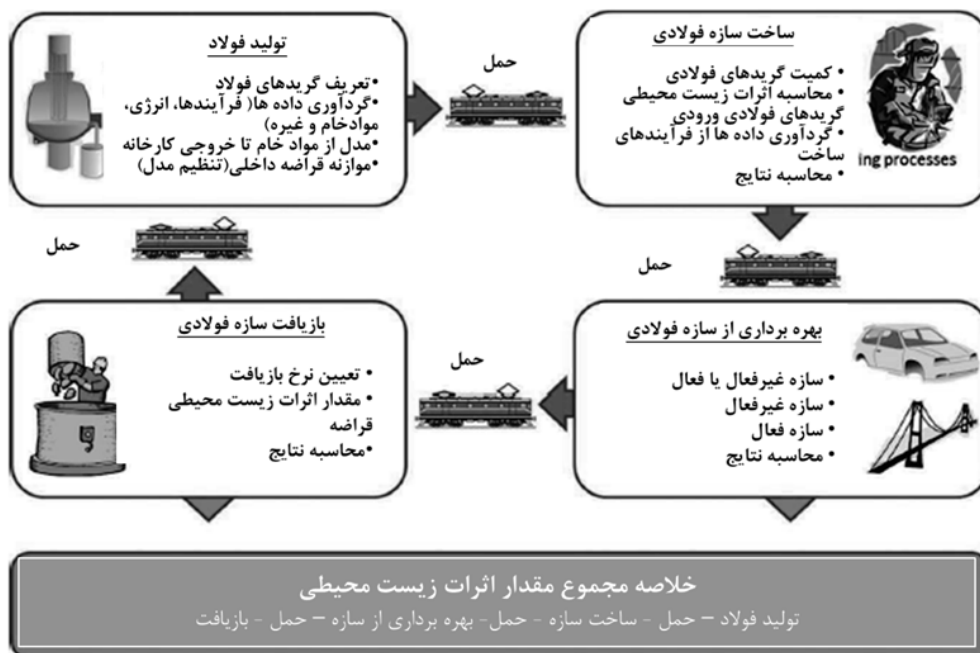 تولید فولاد
•تعریف گریدهای فولاد
•گردآوری داده ها( فرآیندها، انرژی،
موادخام و غیره)
•مدل از مواد خام تا خروجی کارخانه
•موازنه قراضه داخلی(تنظیم مدل)
حمل
ساخت سازه فولادی
• کمیت گریدهای فولادی
• محاسبه اثرات زیست محیطی
گریدهای فولادی ورودی
• گردآوری داده ها از فرآیندهای
ساخت
• محاسبه نتایج
ing processes
حمل
بهره برداری از سازه فولادی
• سازه غیرفعال یا فعال
• سازه غیرفعال
• سازه فعال
• محاسبه نتایج
حمل
بازیافت سازه فولادی
• تعیین نرخ بازیافت
• مقدار اثرات زیست محیطی
قراضه
•محاسبه نتایج
حمل
خلاصه مجموع مقدار اثرات زیست محیطی
تولید فولاد – حمل - ساخت سازه - حمل- بهره برداری از سازه – حمل - بازیافت